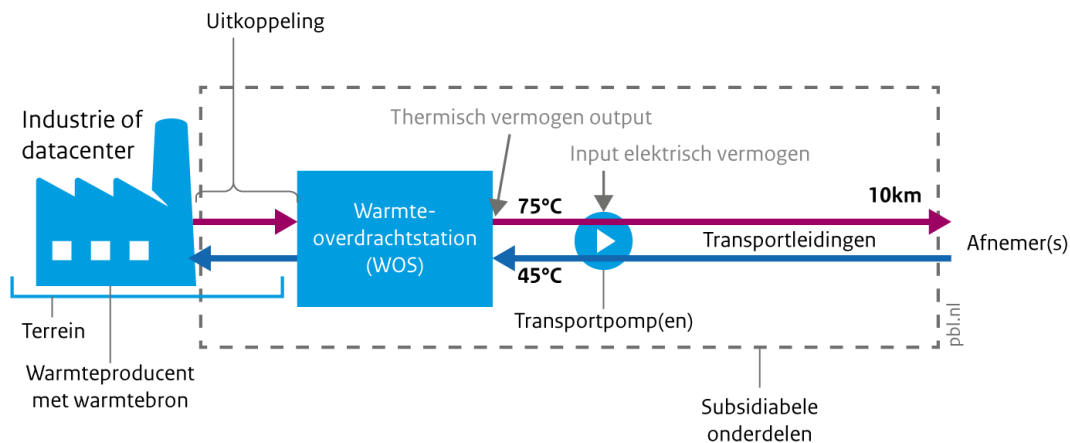 Uitkoppeling
Industrie of
datacenter
Thermisch vermogen output
Input elektrisch vermogen
Warmte-
overdrachtstation
(WOS)
75°C
10km
Transportleidingen
Afnemer(s)
45°C
Terrein
Transportpomp(en)
pbl.nl
Warmteproducent
met warmtebron
Subsidiabele
onderdelen